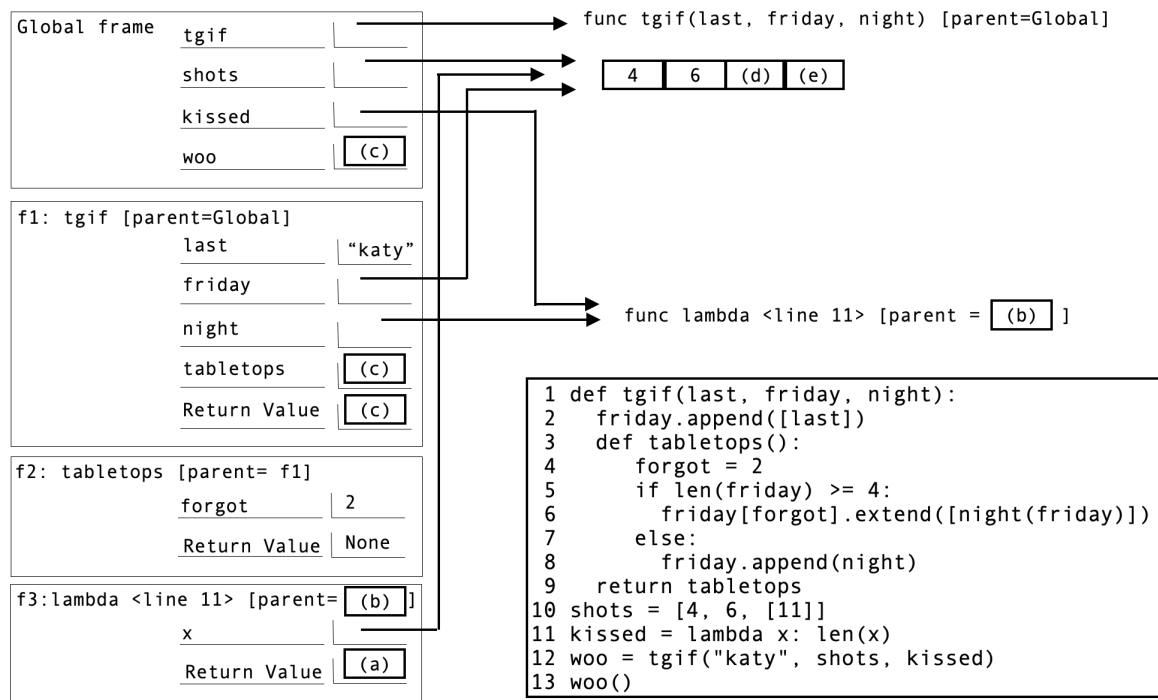 Global frame
tgif
func tgif(last, friday, night) [parent=Global]
shots
4 6 (d) (e)
kissed
woo (c)
f1: tgif [parent=Global]
last “katy”
friday
night
func lambda <line 11> [parent = (b) ]
tabletops (c)
Return Value (c)
f2: tabletops [parent= f1]
forgot 2
Return Value None
f3:lambda <line 11> [parent= (b) ]
x
Return Value (a)
1 def tgif(last, friday, night):
2   friday.append([last])
3   def tabletops():
4      forgot = 2
5      if len(friday) >= 4:
6        friday[forgot].extend([night(friday)])
7      else:
8        friday.append(night)
9   return tabletops
10 shots = [4, 6, [11]]
11 kissed = lambda x: len(x)
12 woo = tgif("katy", shots, kissed)
13 woo()